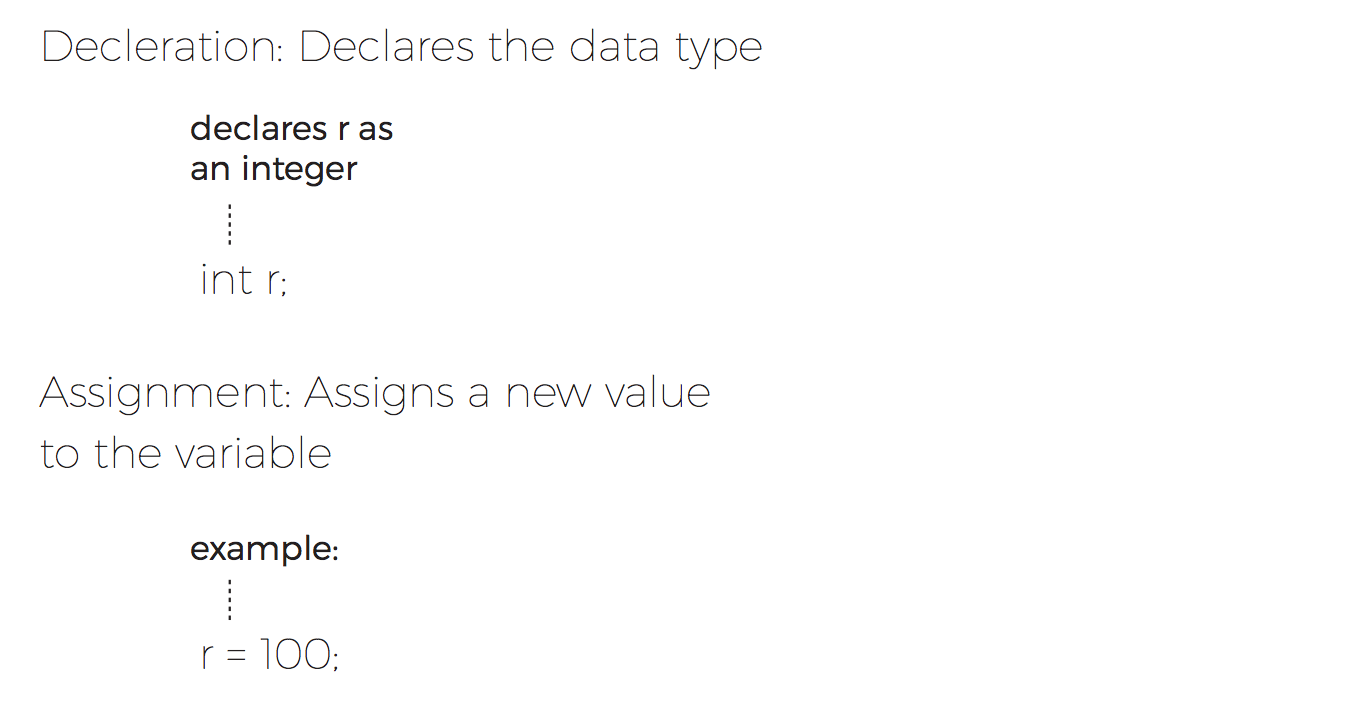 Decleration: Declares the data type
declares r as
an integer
int r;
Assignment: Assigns a new value
to the variable
example:
r = 100;